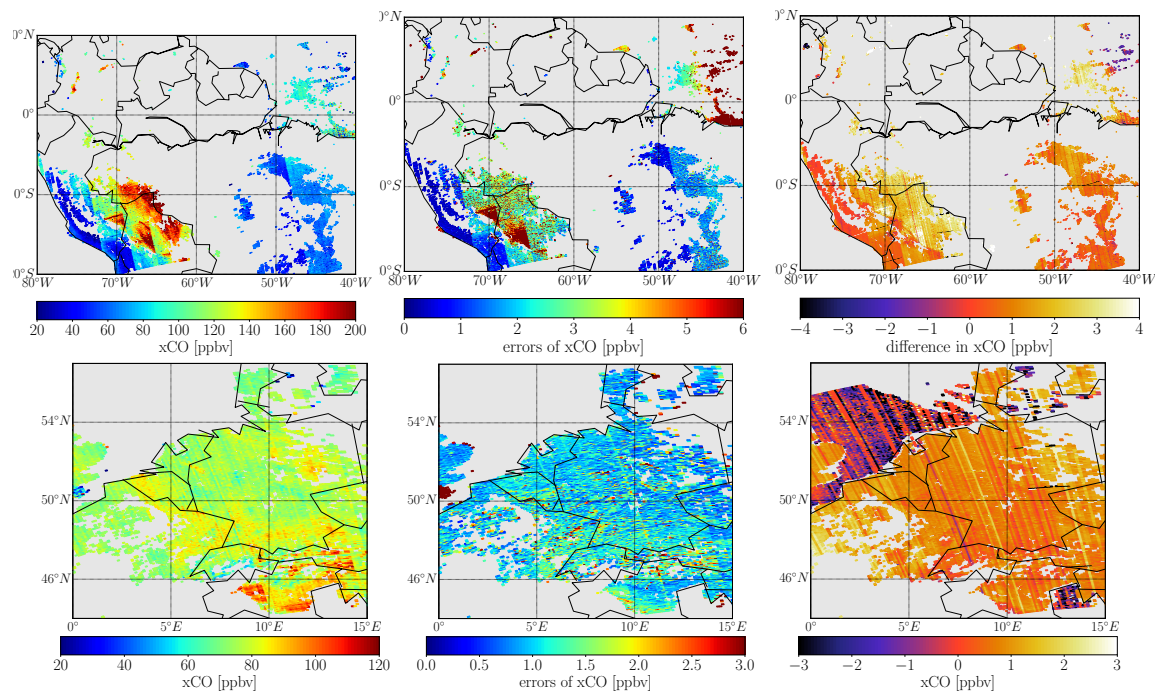 0°N 0°N 0°N
0° 0° 0°
0°S 0°S 0°S
0°S 0°S 0°S
80°W 70°W 60°W 50°W 40°W 80°W 70°W 60°W 50°W 40°W 80°W 70°W 60°W 50°W 40°W
20 40 60 80 100 120 140 160 180 200 0 1 2 3 4 5 6 −4 −3 −2 −1 0 1 2 3 4
xCO [ppbv] errors of xCO [ppbv] difference in xCO [ppbv]
54°N 54°N 54°N
50°N 50°N 50°N
46°N 46°N 46°N
0° 5°E 10°E 15°E 0° 5°E 10°E 15°E 0° 5°E 10°E 15°E
20 40 60 80 100 120 0.0 0.5 1.0 1.5 2.0 2.5 3.0 −3 −2 −1 0 1 2 3
xCO [ppbv] errors of xCO [ppbv] xCO [ppbv]